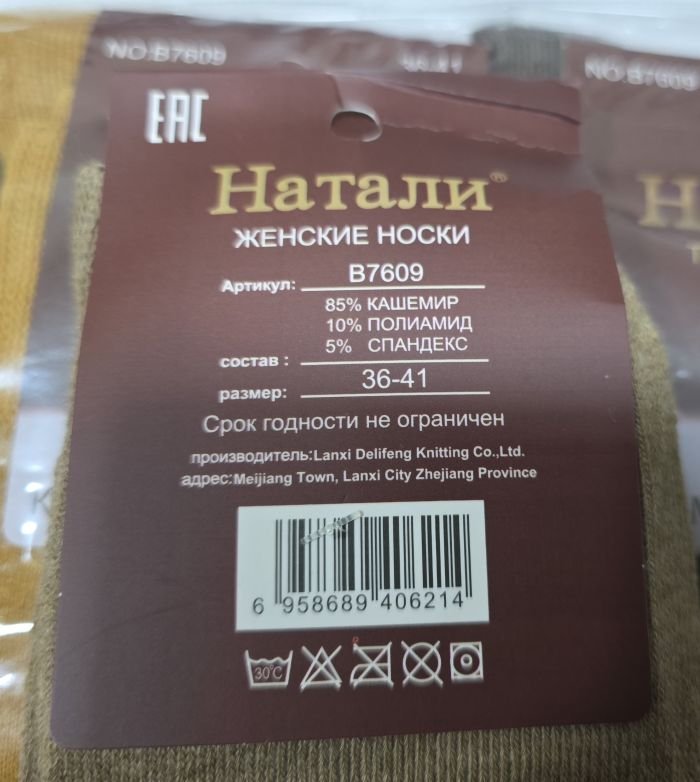 NO:B7609
36-41
NO:B7609
EAC
Натали®
ЖЕНСКИЕ НОСКИ
Артикул: B7609
85% КАШЕМИР
10% ПОЛИАМИД
5% СПАНДЕКС
состав :
размер: 36-41
Срок годности не ограничен
производитель:Lanxi Delifeng Knitting Co.,Ltd.
адрес:Meijiang Town, Lanxi City Zhejiang Province
6 958689 406214
30°C